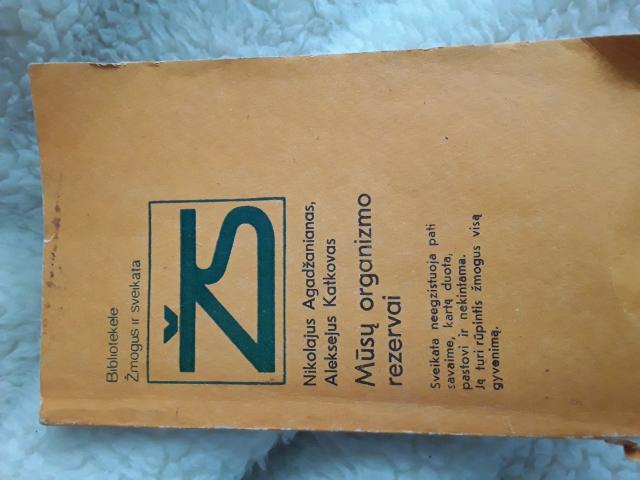 Bibliotekėlė
Žmogus ir sveikata
ŽS
Nikolajus Agadžanianas,
Aleksejus Katkovas
Mūsų organizmo
rezervai
Sveikata neegzistuoja pati
savaime, kartą duota,
pastovi ir nekintama.
Ją turi rūpintis žmogus visą
gyvenimą.